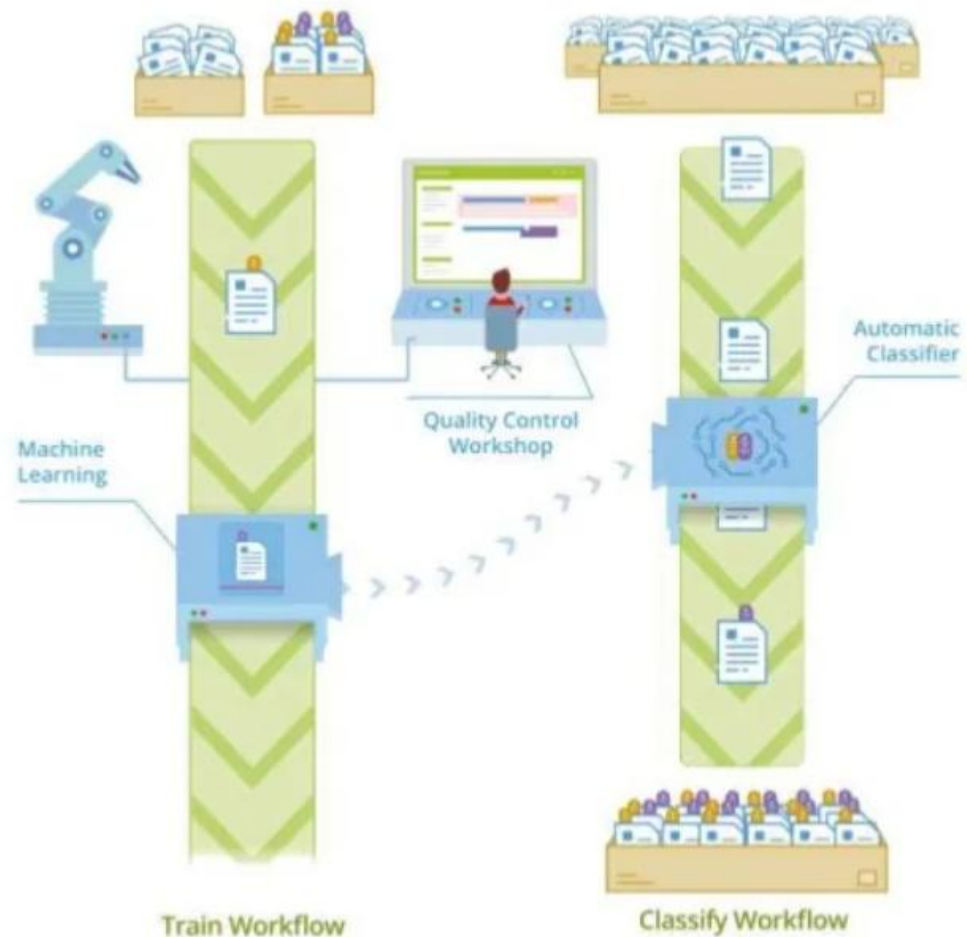 Automatic
Classifier
Quality Control
Workshop
Machine
Learning
Train Workflow
Classify Workflow